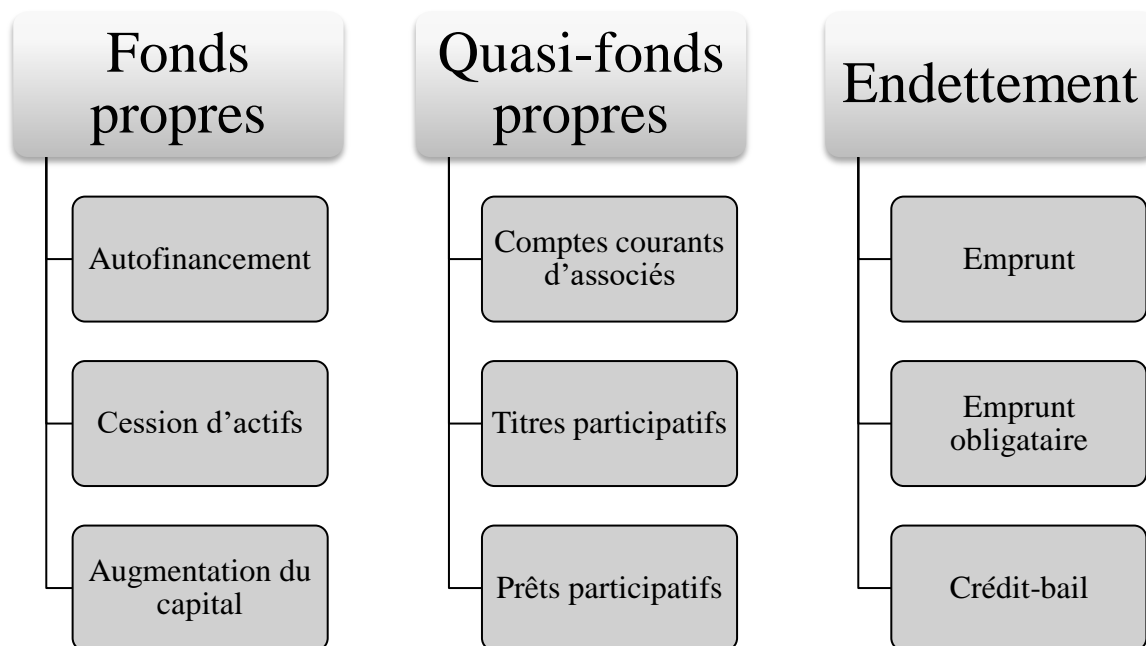 Fonds
propres
Autofinancement
Cession d’actifs
Augmentation du
capital
Quasi-fonds
propres
Comptes courants
d’associés
Titres participatifs
Prêts participatifs
Endettement
Emprunt
Emprunt
obligataire
Crédit-bail